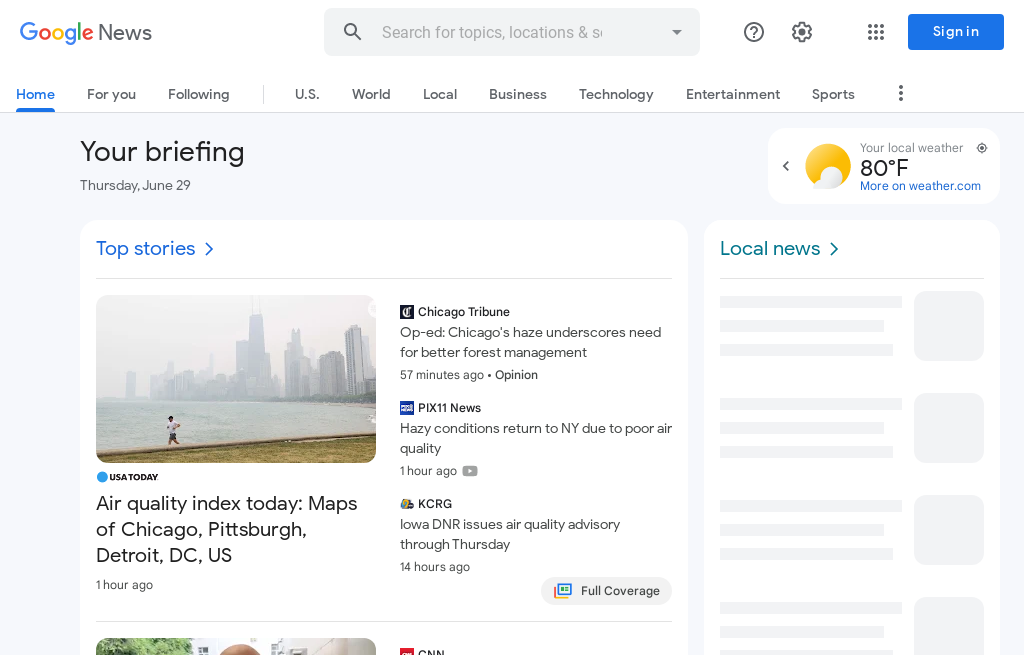 Google News
Search for topics, locations & so
Sign in
Home
For you
Following
U.S.
World
Local
Business
Technology
Entertainment
Sports
Your briefing
Thursday, June 29
Your local weather
80°F
More on weather.com
Top stories
USA TODAY
Air quality index today: Maps
of Chicago, Pittsburgh,
Detroit, DC, US
1 hour ago
Chicago Tribune
Op-ed: Chicago's haze underscores need
for better forest management
57 minutes ago • Opinion
PIX11 News
Hazy conditions return to NY due to poor air
quality
1 hour ago
KCRG
Iowa DNR issues air quality advisory
through Thursday
14 hours ago
Full Coverage
CNN
Local news